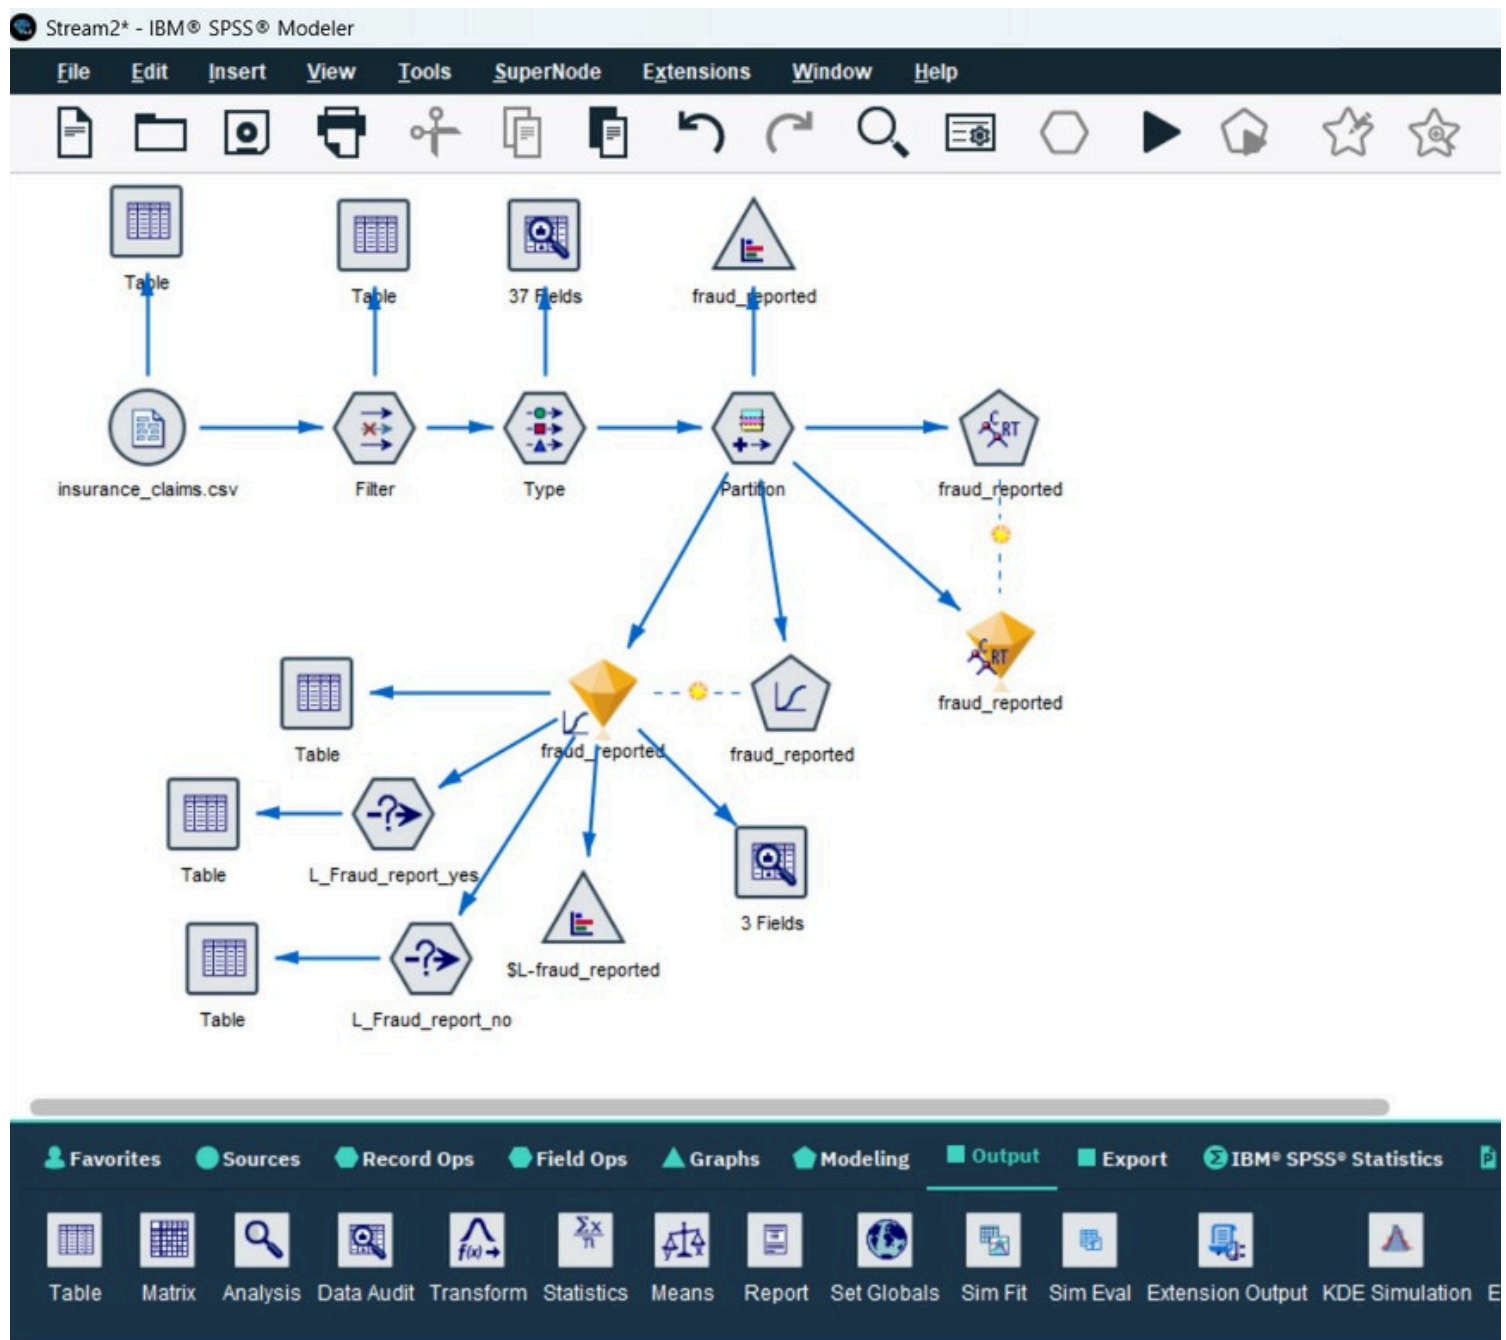 Stream2* - IBM® SPSS® Modeler
File Edit Insert View Tools SuperNode Extensions Window Help
Table
Table
37 Fields
fraud_reported
insurance_claims.csv
Filter
Type
Partition
C RT
fraud_reported
C RT
fraud_reported
Table
fraud_reported
fraud_reported
Table
L_Fraud_report_yes
3 Fields
Table
L_Fraud_report_no
$L-fraud_reported
Favorites Sources Record Ops Field Ops Graphs Modeling Output Export IBM® SPSS® Statistics
Table Matrix Analysis Data Audit Transform Statistics Means Report Set Globals Sim Fit Sim Eval Extension Output KDE Simulation E